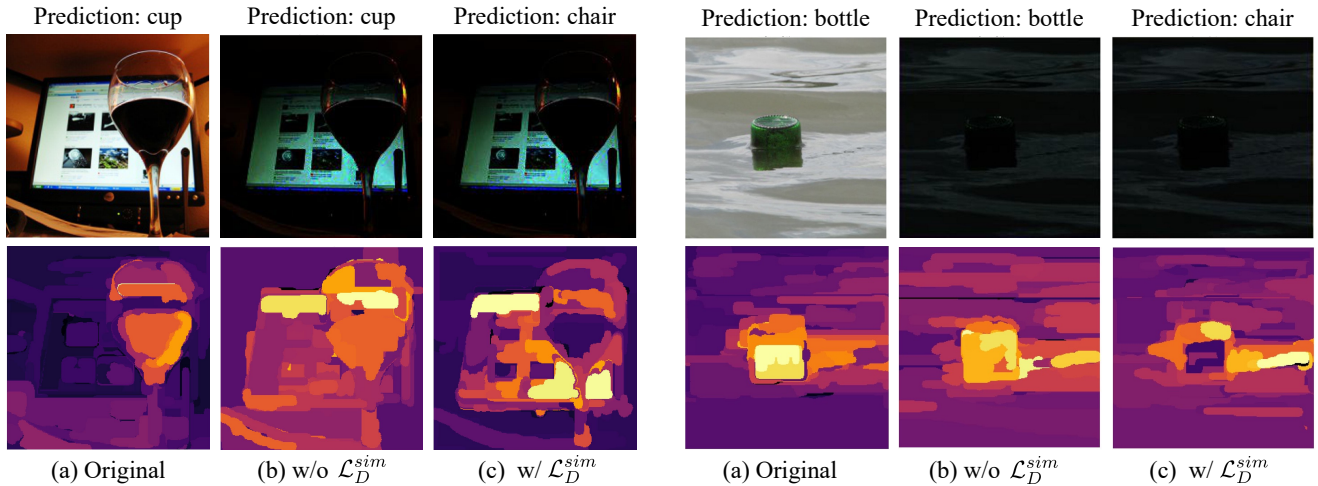 Prediction: cup
Prediction: cup
Prediction: chair
Prediction: bottle
Prediction: bottle
Prediction: chair
(a) Original
(b) w/o $\mathcal{L}_D^{sim}$
(c) w/ $\mathcal{L}_D^{sim}$
(a) Original
(b) w/o $\mathcal{L}_D^{sim}$
(c) w/ $\mathcal{L}_D^{sim}$